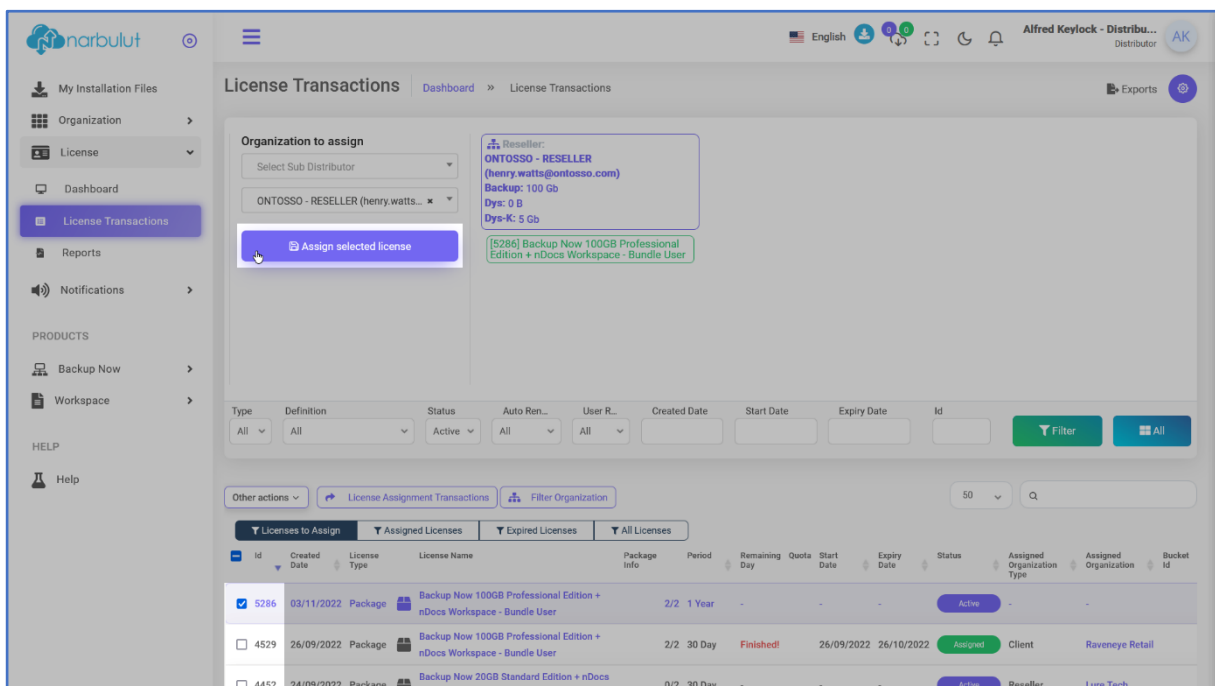 narbulut
English
0
0
Alfred Keylock - Distribu...
Distributor
AK
My Installation Files
Organization
License
Dashboard
License Transactions
Reports
Notifications
PRODUCTS
Backup Now
Workspace
HELP
Help
License Transactions
Dashboard » License Transactions
Exports
Organization to assign
Select Sub Distributor
ONTOSSO - RESELLER (henry.watts... ×
Assign selected license
Reseller:
ONTOSSO - RESELLER
(henry.watts@ontosso.com)
Backup: 100 Gb
Dys: 0 B
Dys-K: 5 Gb
[5286] Backup Now 100GB Professional
Edition + nDocs Workspace - Bundle User
Type Definition Status Auto Ren... User R... Created Date Start Date Expiry Date Id
All All Active All All Filter All
Other actions License Assignment Transactions Filter Organization 50
Licenses to Assign Assigned Licenses Expired Licenses All Licenses
Id Created Date License Type License Name Package Info Period Remaining Day Quota Start Date Expiry Date Status Assigned Organization Type Assigned Organization Bucket Id
5286 03/11/2022 Package Backup Now 100GB Professional Edition +
nDocs Workspace - Bundle User 2/2 1 Year - - - Active - -
4529 26/09/2022 Package Backup Now 100GB Professional Edition +
nDocs Workspace - Bundle User 2/2 30 Day Finished! 26/09/2022 26/10/2022 Assigned Client Raveneye Retail
4452 24/09/2022 Package Backup Now 20GB Standard Edition + nDocs
0/2 30 Day - - - Active Reseller Lure Tech